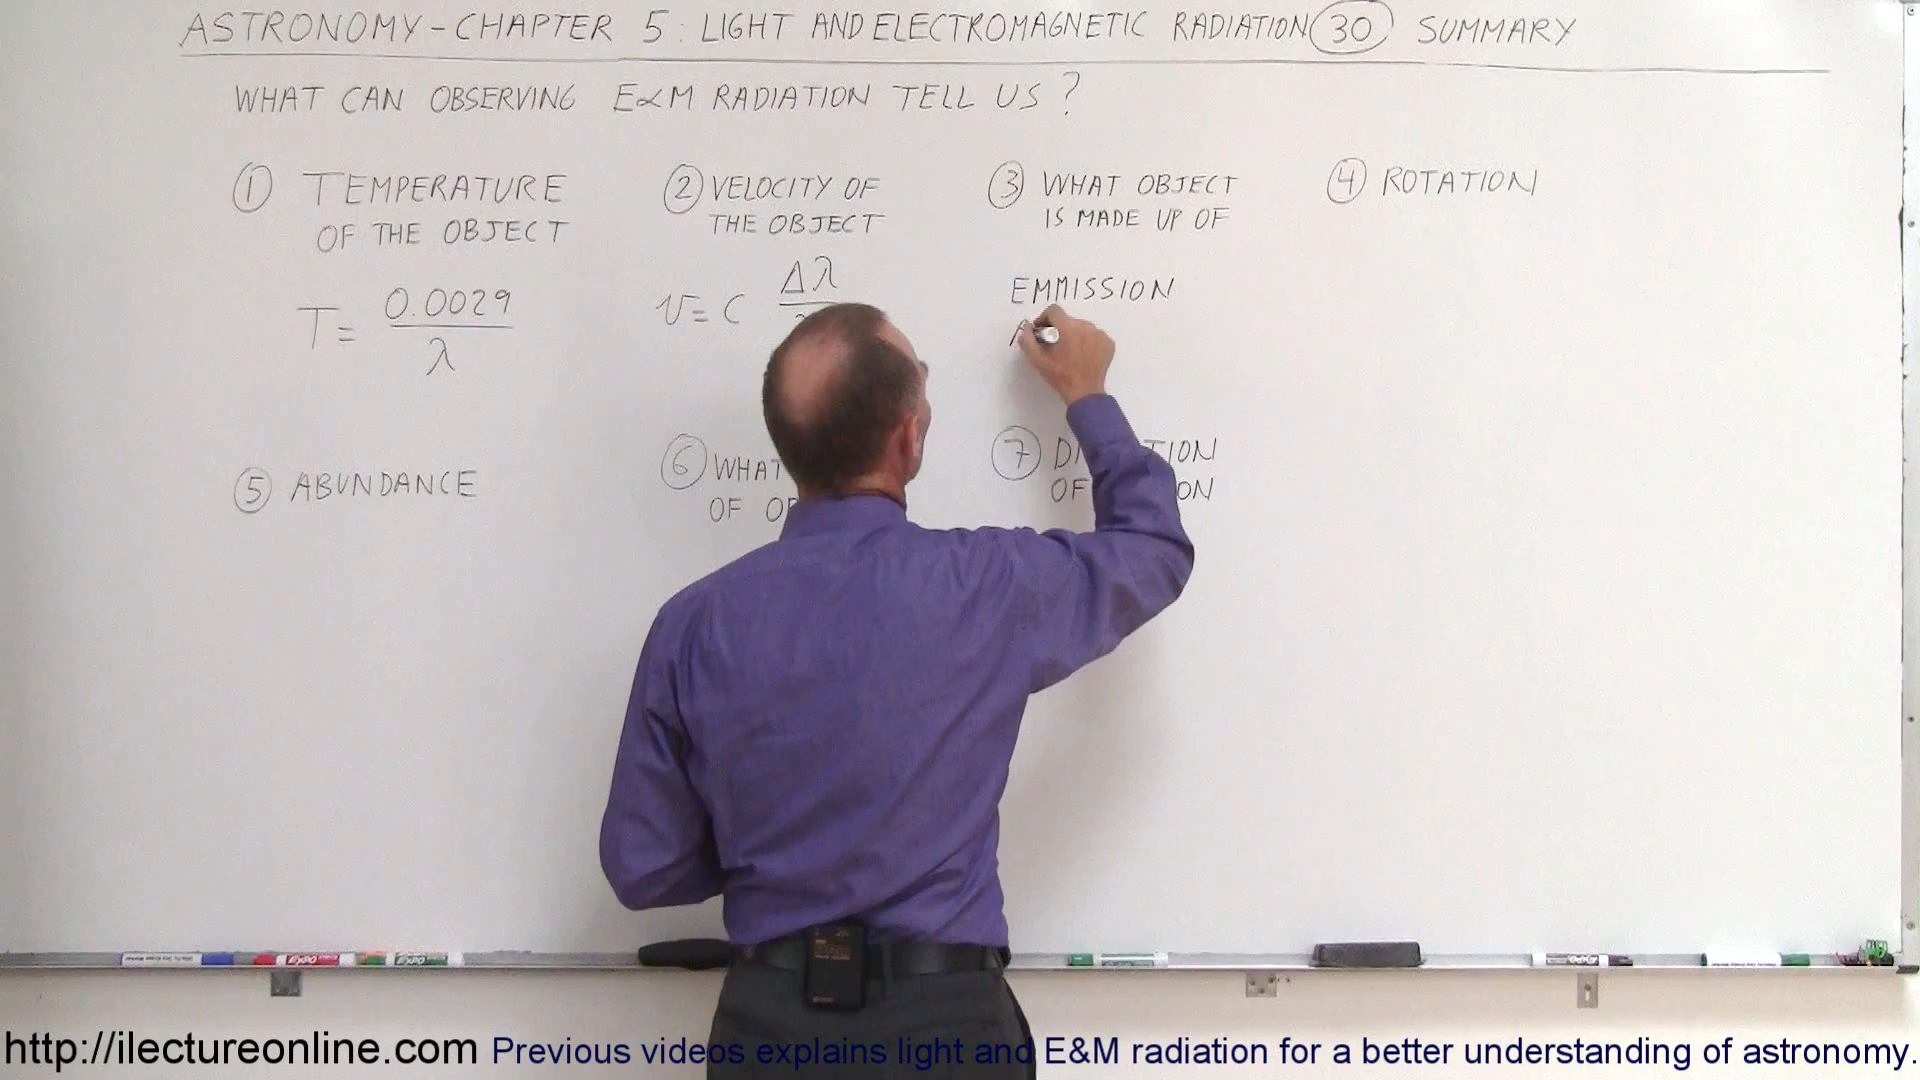 ASTRONOMY - CHAPTER 5: LIGHT AND ELECTROMAGNETIC RADIATION 30 SUMMARY
WHAT CAN OBSERVING E&M RADIATION TELL US?
① TEMPERATURE
OF THE OBJECT
T = 0.0029 / λ
② VELOCITY OF
THE OBJECT
v = C Δλ
③ WHAT OBJECT
IS MADE UP OF
EMMISSION
④ ROTATION
⑤ ABUNDANCE
⑥ WHAT
OF
⑦
OF
EXPO
EXPO
http://ilectureonline.com Previous videos explains light and E&M radiation for a better understanding of astronomy.